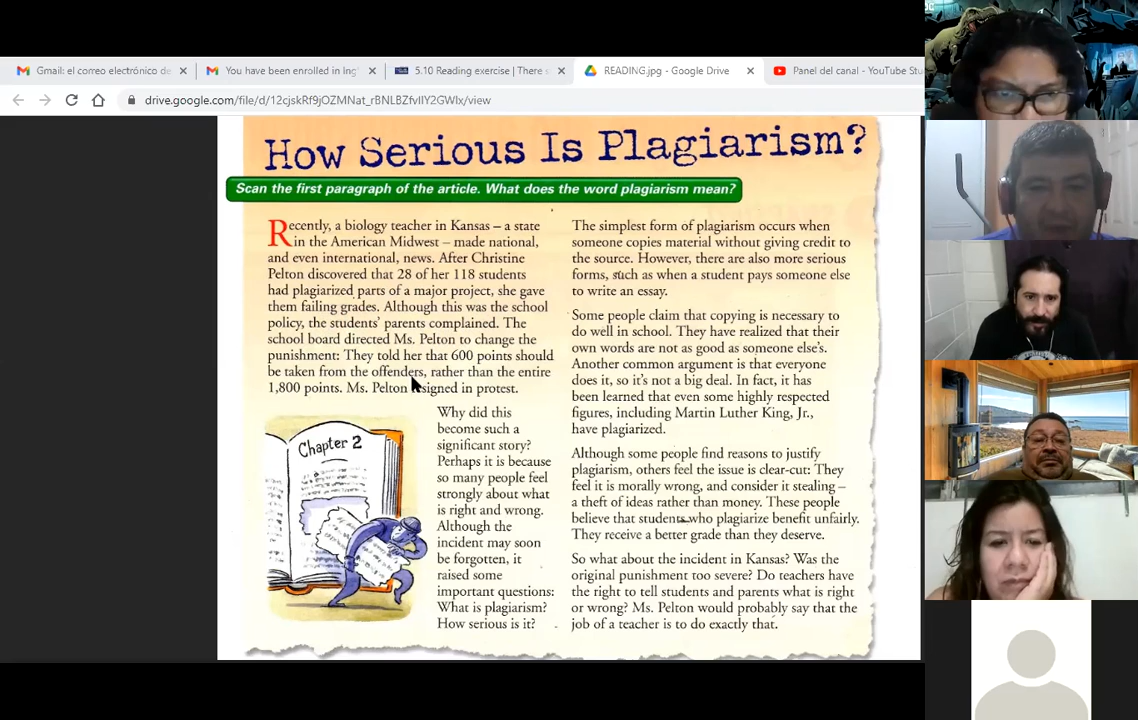 Gmail: el correo electrónico de
You have been enrolled in Ing
5.10 Reading exercise | There
READING.jpg - Google Drive
Panel del canal - YouTube Stu
drive.google.com/file/d/12cjskRf9jOZMNat_rBNLBZfvIIY2GWIx/view
How Serious Is Plagiarism?
Scan the first paragraph of the article. What does the word plagiarism mean?
Recently, a biology teacher in Kansas – a state
in the American Midwest – made national,
and even international, news. After Christine
Pelton discovered that 28 of her 118 students
had plagiarized parts of a major project, she gave
them failing grades. Although this was the school
policy, the students' parents complained. The
school board directed Ms. Pelton to change the
punishment: They told her that 600 points should
be taken from the offenders, rather than the entire
1,800 points. Ms. Pelton resigned in protest.
Chapter 2
Why did this
become such a
significant story?
Perhaps it is because
so many people feel
strongly about what
is right and wrong.
Although the
incident may soon
be forgotten, it
raised some
important questions:
What is plagiarism?
How serious is it?
The simplest form of plagiarism occurs when
someone copies material without giving credit to
the source. However, there are also more serious
forms, such as when a student pays someone else
to write an essay.
Some people claim that copying is necessary to
do well in school. They have realized that their
own words are not as good as someone else's.
Another common argument is that everyone
does it, so it's not a big deal. In fact, it has
been learned that even some highly respected
figures, including Martin Luther King, Jr.,
have plagiarized.
Although some people find reasons to justify
plagiarism, others feel the issue is clear-cut: They
feel it is morally wrong, and consider it stealing –
a theft of ideas rather than money. These people
believe that students who plagiarize benefit unfairly.
They receive a better grade than they deserve.
So what about the incident in Kansas? Was the
original punishment too severe? Do teachers have
the right to tell students and parents what is right
or wrong? Ms. Pelton would probably say that the
job of a teacher is to do exactly that.